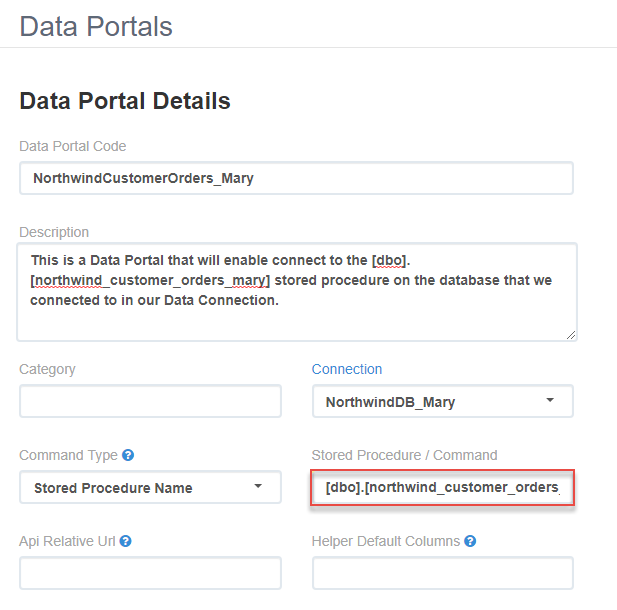 Data Portals
Data Portal Details
Data Portal Code
NorthwindCustomerOrders_Mary
Description
This is a Data Portal that will enable connect to the [dbo].
[northwind_customer_orders_mary] stored procedure on the database that we
connected to in our Data Connection.
Category
Connection
NorthwindDB_Mary
Command Type ?
Stored Procedure / Command
Stored Procedure Name
[dbo].[northwind_customer_orders_
Api Relative Url ?
Helper Default Columns ?